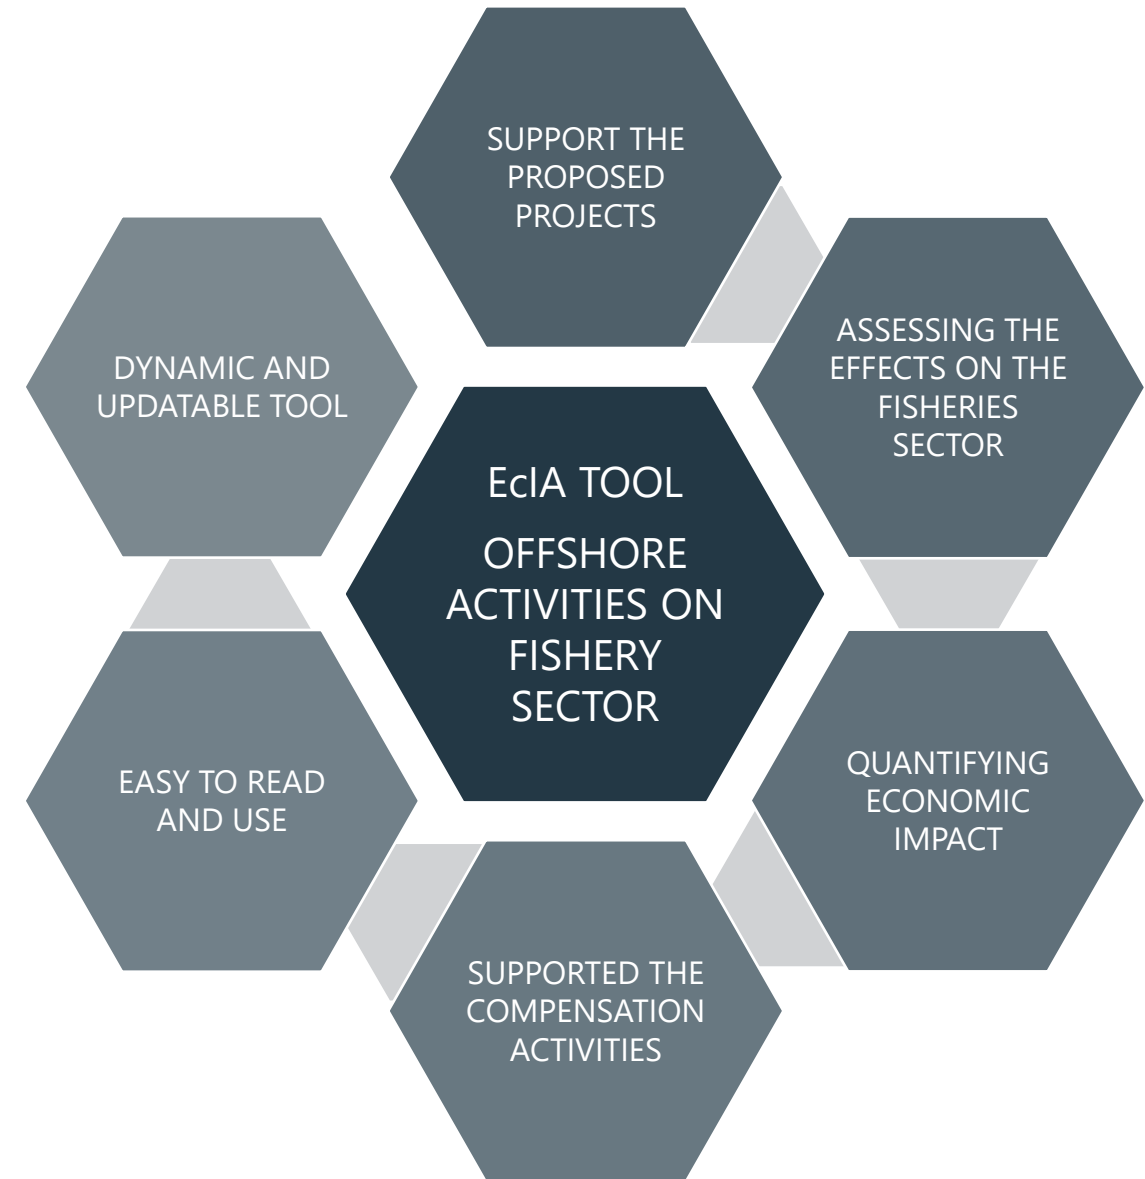 SUPPORT THE
PROPOSED
PROJECTS
ASSESSING THE
EFFECTS ON THE
FISHERIES
SECTOR
DYNAMIC AND
UPDATABLE TOOL
EcIA TOOL
OFFSHORE
ACTIVITIES ON
FISHERY
SECTOR
QUANTIFYING
ECONOMIC
IMPACT
EASY TO READ
AND USE
SUPPORTED THE
COMPENSATION
ACTIVITIES